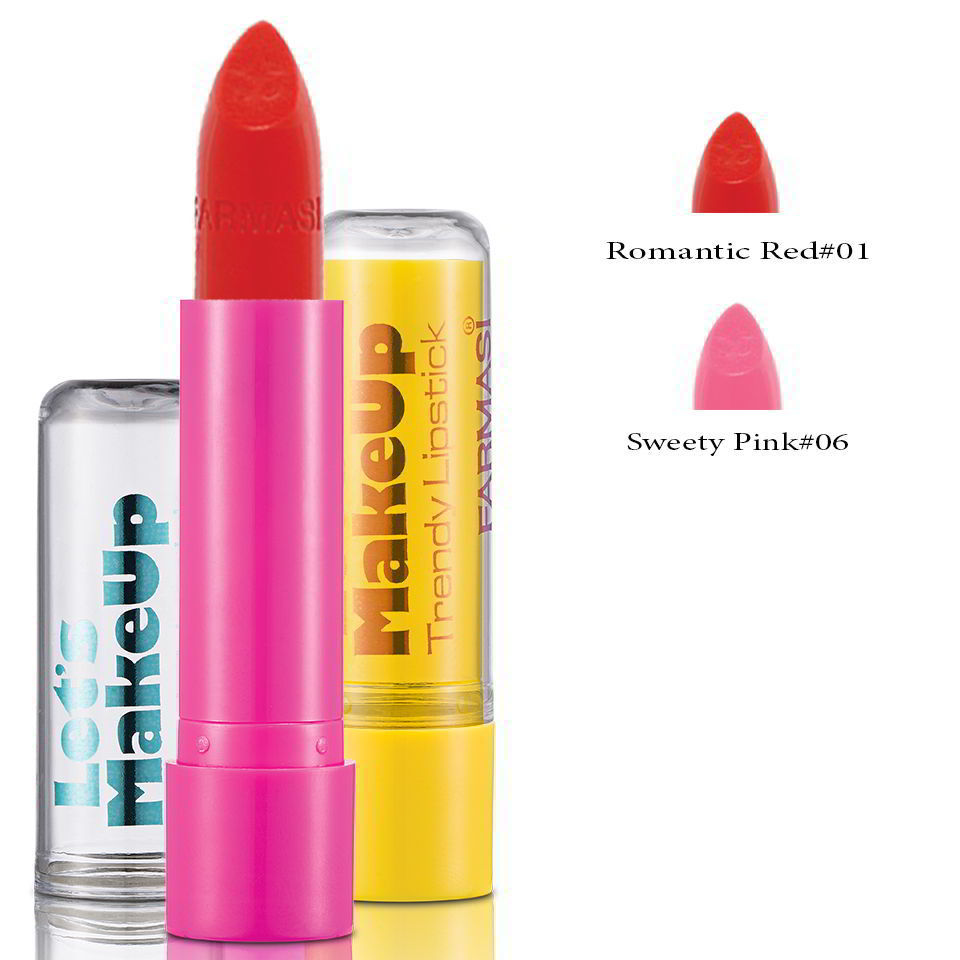 FARMASI
Let's
MakeUp
MakeUp
Trendy Lipstick
FARMASI®
Romantic Red#01
Sweety Pink#06